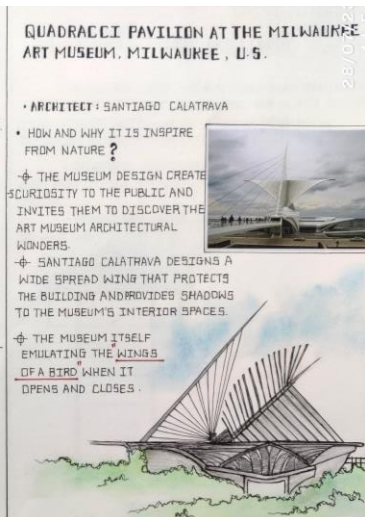 QUADRACCI PAVILION AT THE MILWAUKEE
ART MUSEUM, MILWAUKEE, U.S.
• ARCHITECT: SANTIAGO CALATRAVA
• HOW AND WHY IT IS INSPIRE
FROM NATURE?
THE MUSEUM DESIGN CREATE
SCURIOSITY TO THE PUBLIC AND
INVITES THEM TO DISCOVER THE
ART MUSEUM ARCHITECTURAL
WONDERS.
SANTIAGO CALATRAVA DESIGNS A
WIDE SPREAD WING THAT PROTECTS
THE BUILDING ANDPROVIDES SHADOWS
TO THE MUSEUM'S INTERIOR SPACES.
THE MUSEUM ITSELF
EMULATING THE "WINGS
OF A BIRD" WHEN IT
OPENS AND CLOSES.